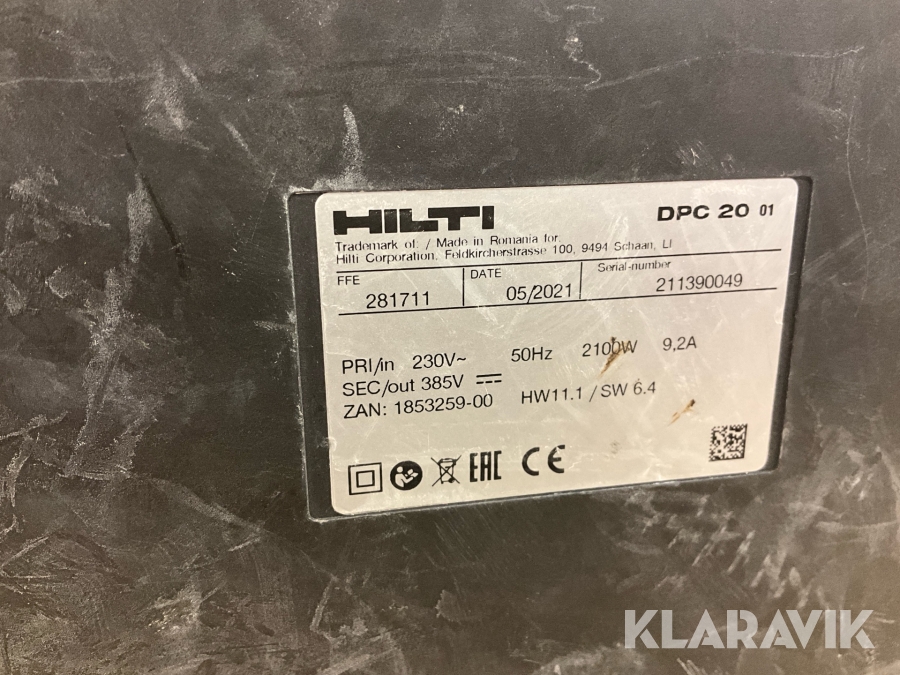 HILTI
DPC 20 01
Trademark of: / Made in Romania for
Hilti Corporation, Feldkircherstrasse 100, 9494 Schaan, LI
FFE
DATE
Serial-number
281711
05/2021
211390049
PRI/in 230V~ 50Hz 2100W 9,2A
SEC/out 385V
ZAN: 1853259-00 HW11.1 / SW 6.4
EAC CE
KLARAVIK